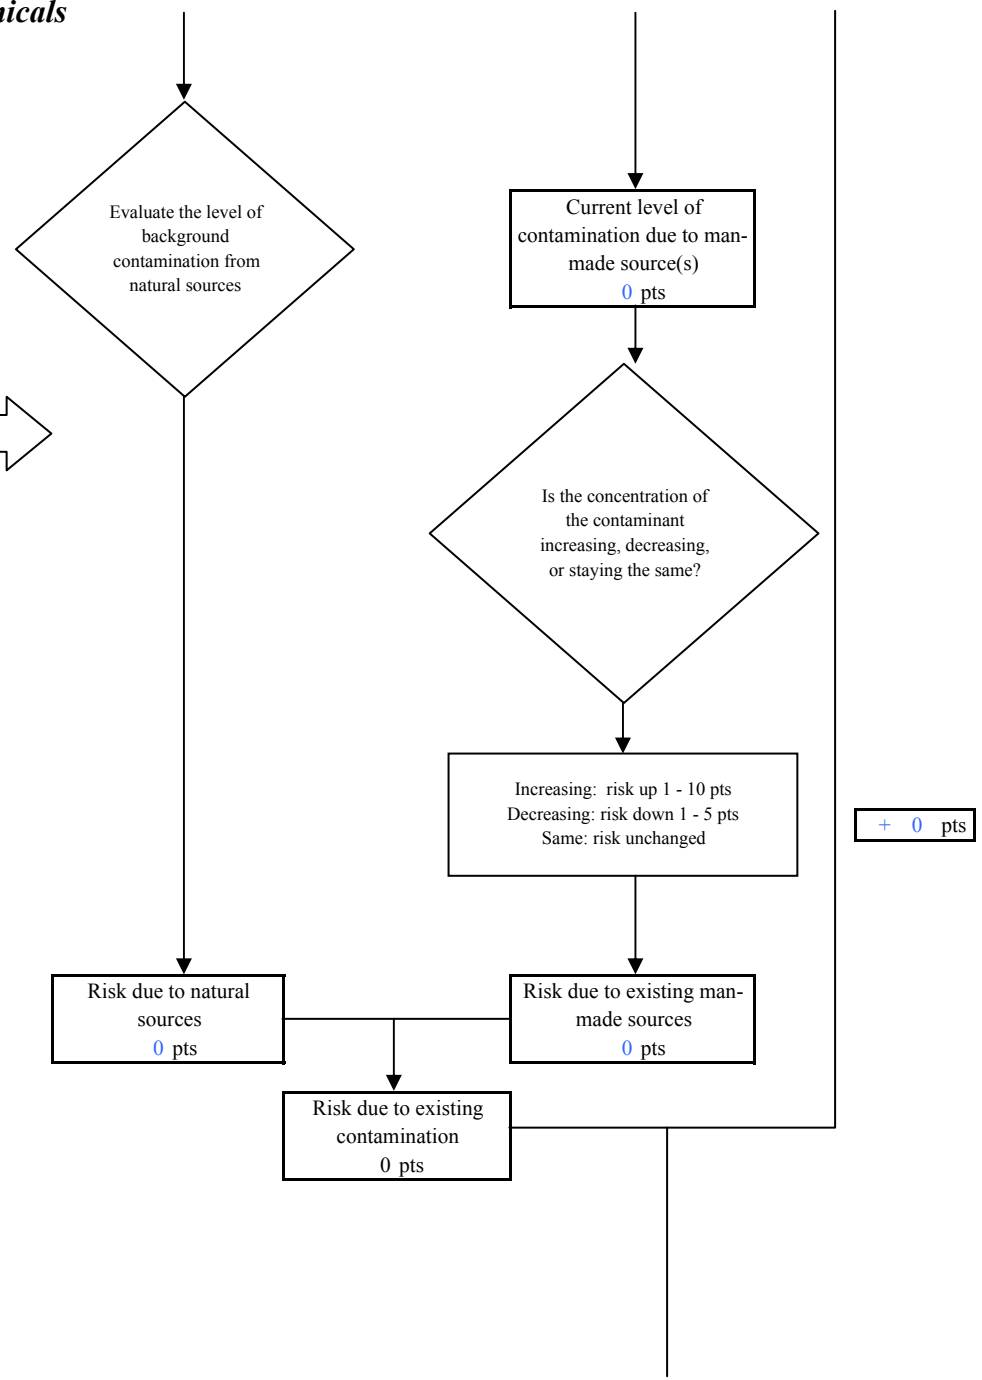 Evaluate the level of
background
contamination from
natural sources
Current level of
contamination due to man-
made source(s)
0 pts
Is the concentration of
the contaminant
increasing, decreasing,
or staying the same?
Increasing: risk up 1 - 10 pts
Decreasing: risk down 1 - 5 pts
Same: risk unchanged
+ 0 pts
Risk due to natural
sources
0 pts
Risk due to existing man-
made sources
0 pts
Risk due to existing
contamination
0 pts